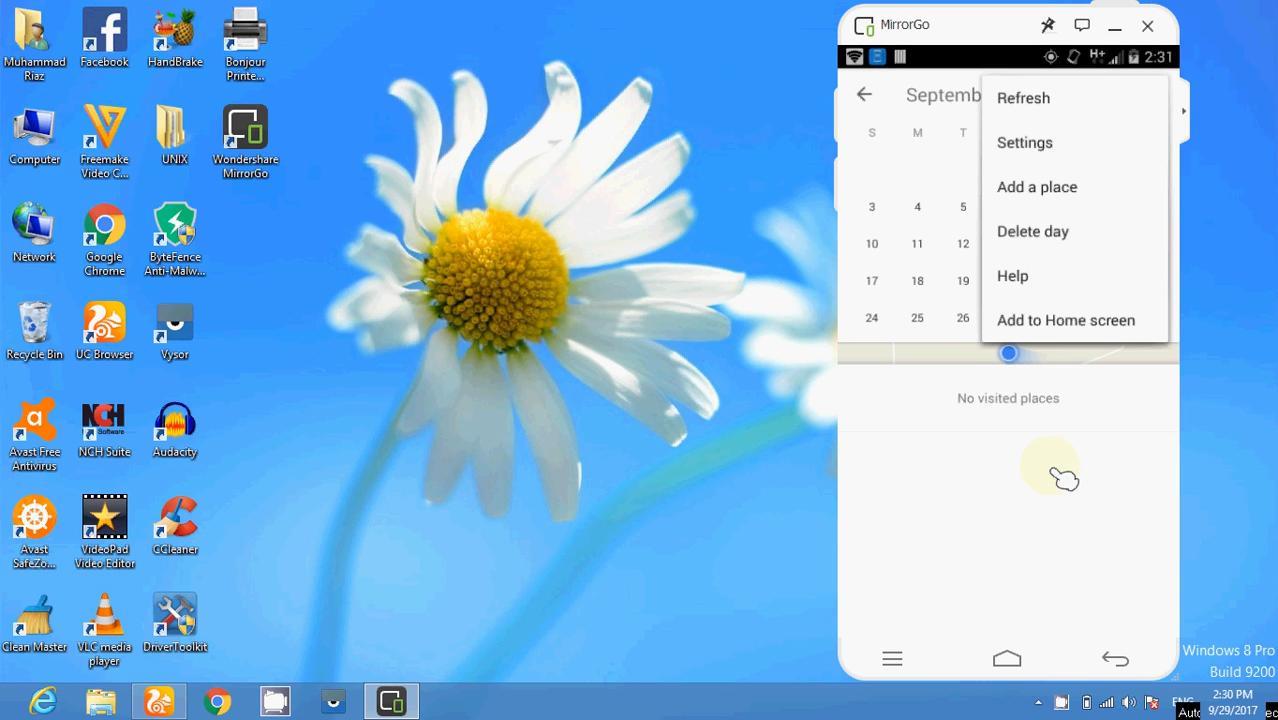 Muhammad
Riaz
Facebook
HandBrake
Bonjour
Printe...
Computer
Freemake
Video C...
UNIX
Wondershare
MirrorGo
Network
Google
Chrome
ByteFence
Anti-Malw...
Recycle Bin
UC Browser
Vysor
Avast Free
Antivirus
NCH
Software
NCH Suite
Audacity
Avast
SafeZo...
VideoPad
Video Editor
CCleaner
Clean Master
VLC media
player
DriverToolkit
MirrorGo
H+ 2:31
Septemb
S M T
3 4 5
10 11 12
17 18 19
24 25 26
Refresh
Settings
Add a place
Delete day
Help
Add to Home screen
No visited places
Windows 8 Pro
Build 9200
ENG
2:30 PM
9/29/2017